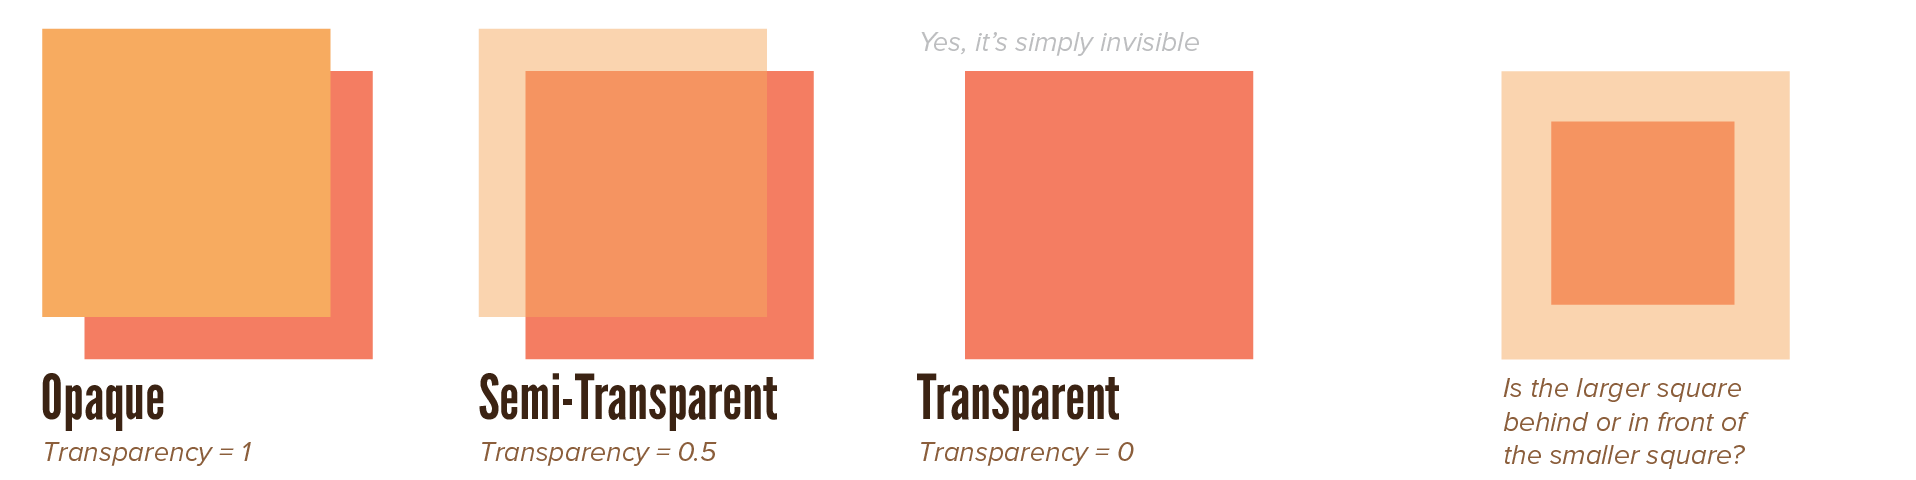 Yes, it's simply invisible
Opaque
Transparency = 1
Semi-Transparent
Transparency = 0.5
Transparent
Transparency = 0
Is the larger square
behind or in front of
the smaller square?